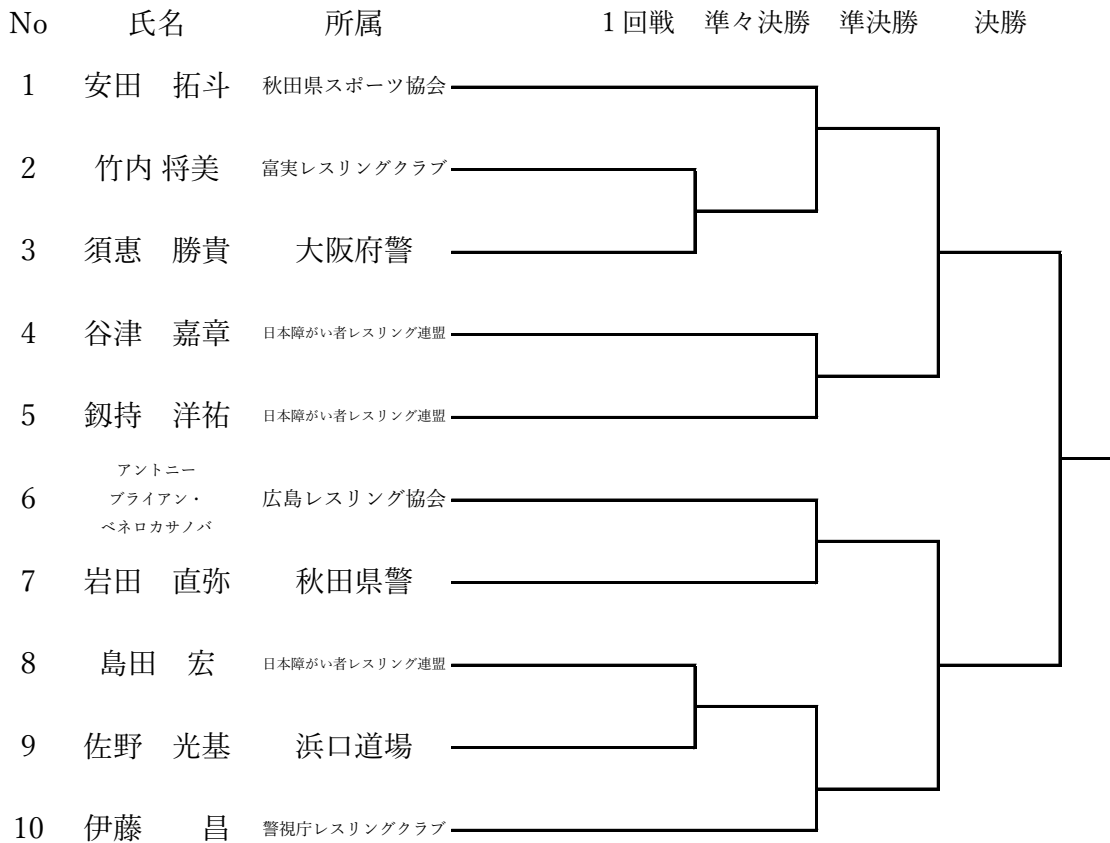 No 氏名 所属 1回戦 準々決勝 準決勝 決勝
1 安田 拓斗 秋田県スポーツ協会
2 竹内 将美 富実レスリングクラブ
3 須惠 勝貴 大阪府警
4 谷津 嘉章 日本障がい者レスリング連盟
5 釼持 洋祐 日本障がい者レスリング連盟
アントニー
6 ブライアン・ 広島レスリング協会
ベネロカサノバ
7 岩田 直弥 秋田県警
8 島田 宏 日本障がい者レスリング連盟
9 佐野 光基 浜口道場
10 伊藤 昌 警視庁レスリングクラブ